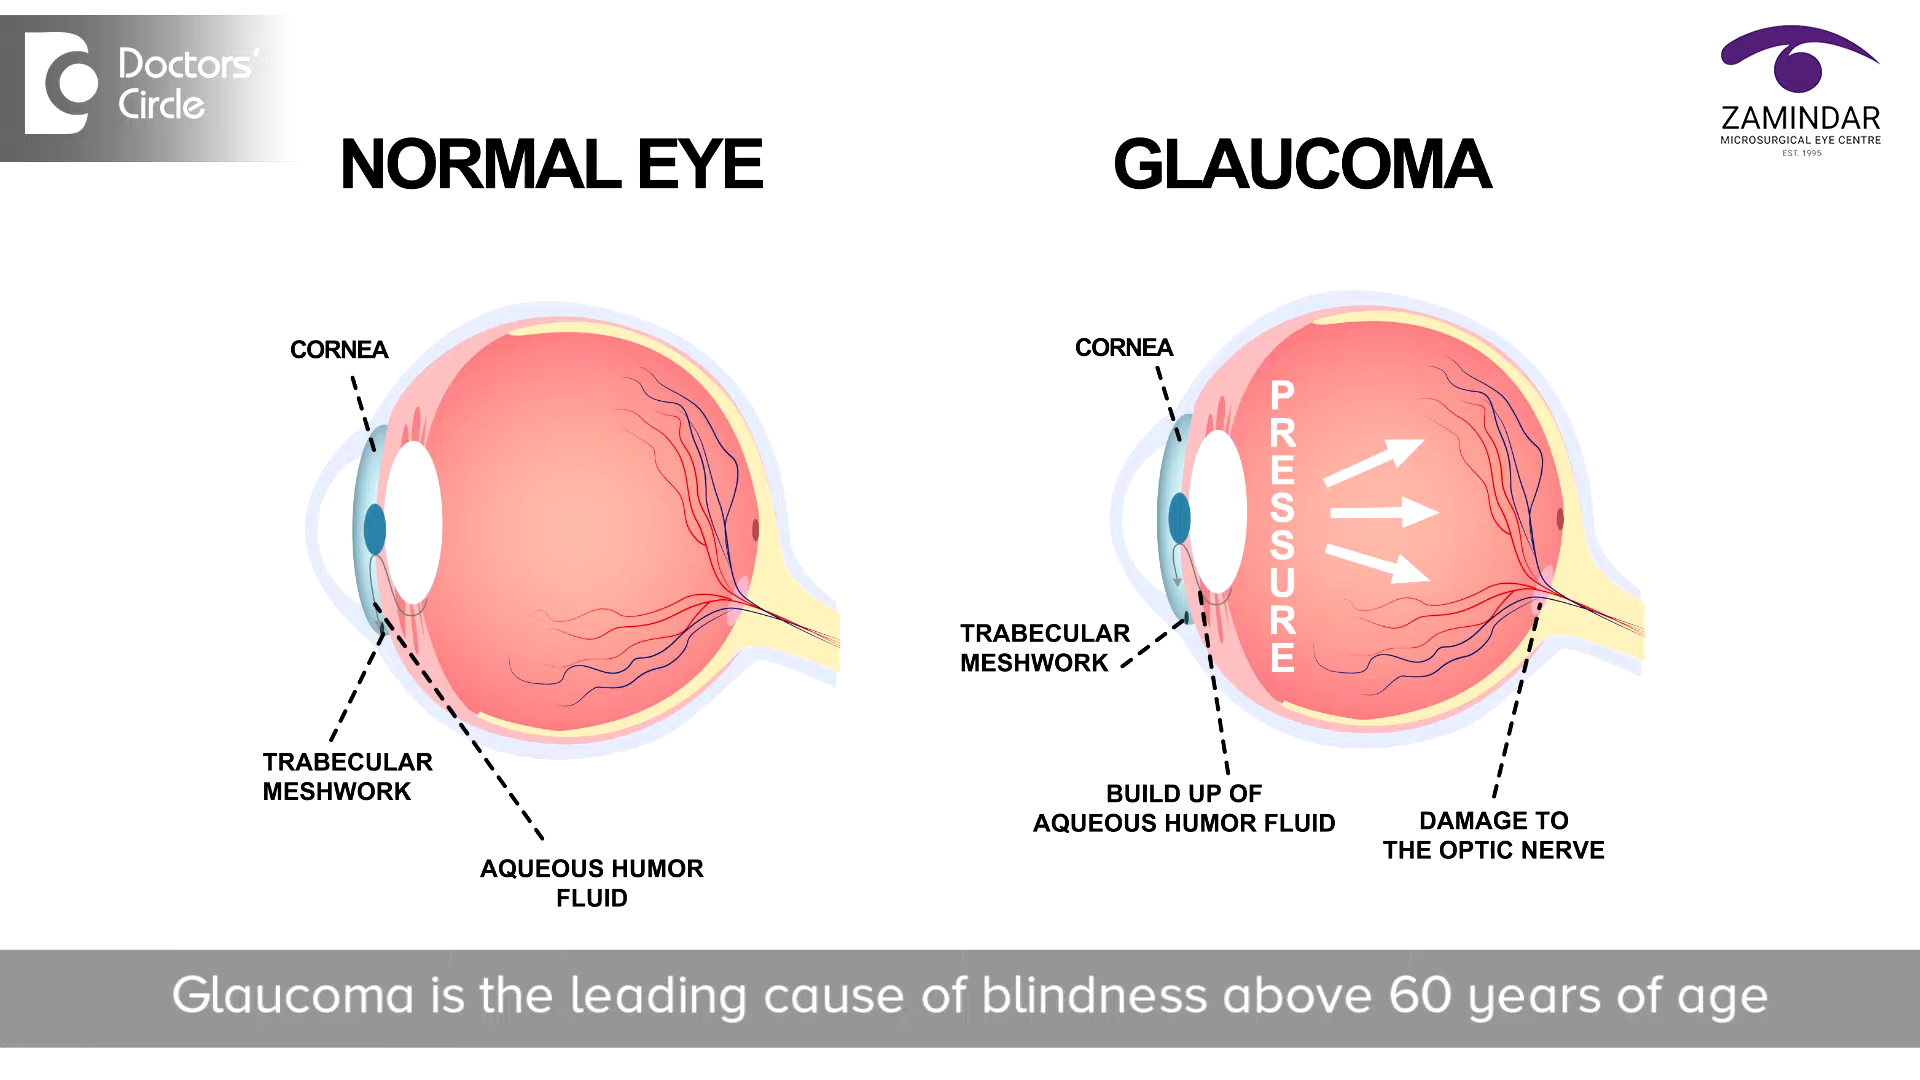 Doctors'
Circle
ZAMINDAR
MICROSURGICAL EYE CENTRE
EST. 1995
NORMAL EYE
GLAUCOMA
CORNEA
TRABECULAR
MESHWORK
AQUEOUS HUMOR
FLUID
CORNEA
PRESSURE
TRABECULAR
MESHWORK
BUILD UP OF
AQUEOUS HUMOR FLUID
DAMAGE TO
THE OPTIC NERVE
Glaucoma is the leading cause of blindness above 60 years of age